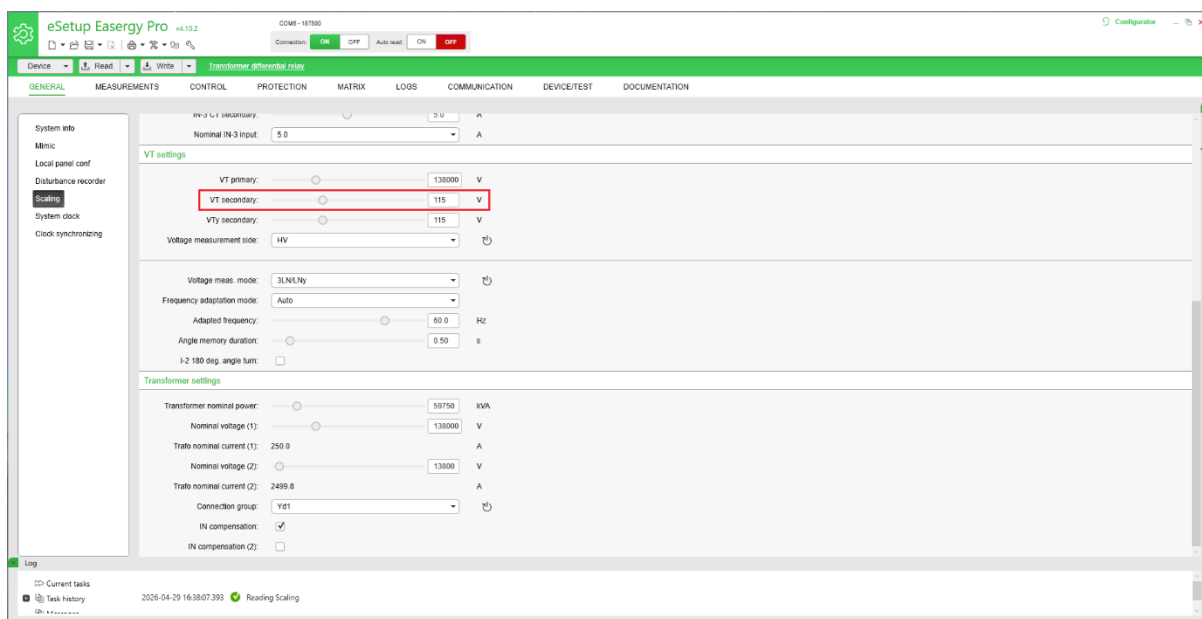 eSetup Easergy Pro v4.10.2
COM8 - 187500
Configurator
Connection: ON OFF Auto read: ON OFF
Device Read Write Transformer differential relay
GENERAL MEASUREMENTS CONTROL PROTECTION MATRIX LOGS COMMUNICATION DEVICE/TEST DOCUMENTATION
System info
Mimic
Local panel conf
Disturbance recorder
Scaling
System clock
Clock synchronizing
IN-3 CT secondary: 5.0 A
Nominal IN-3 input: 5.0 A
VT settings
VT primary: 138000 V
VT secondary: 115 V
VTy secondary: 115 V
Voltage measurement side: HV
Voltage meas. mode: 3LN/LNy
Frequency adaptation mode: Auto
Adapted frequency: 60.0 Hz
Angle memory duration: 0.50 s
I-2 180 deg. angle turn:
Transformer settings
Transformer nominal power: 59750 kVA
Nominal voltage (1): 138000 V
Trafo nominal current (1): 250.0 A
Nominal voltage (2): 13800 V
Trafo nominal current (2): 2499.8 A
Connection group: Yd1
IN compensation:
IN compensation (2):
Log
Current tasks
Task history 2026-04-29 16:38:07.393 Reading Scaling
Messages